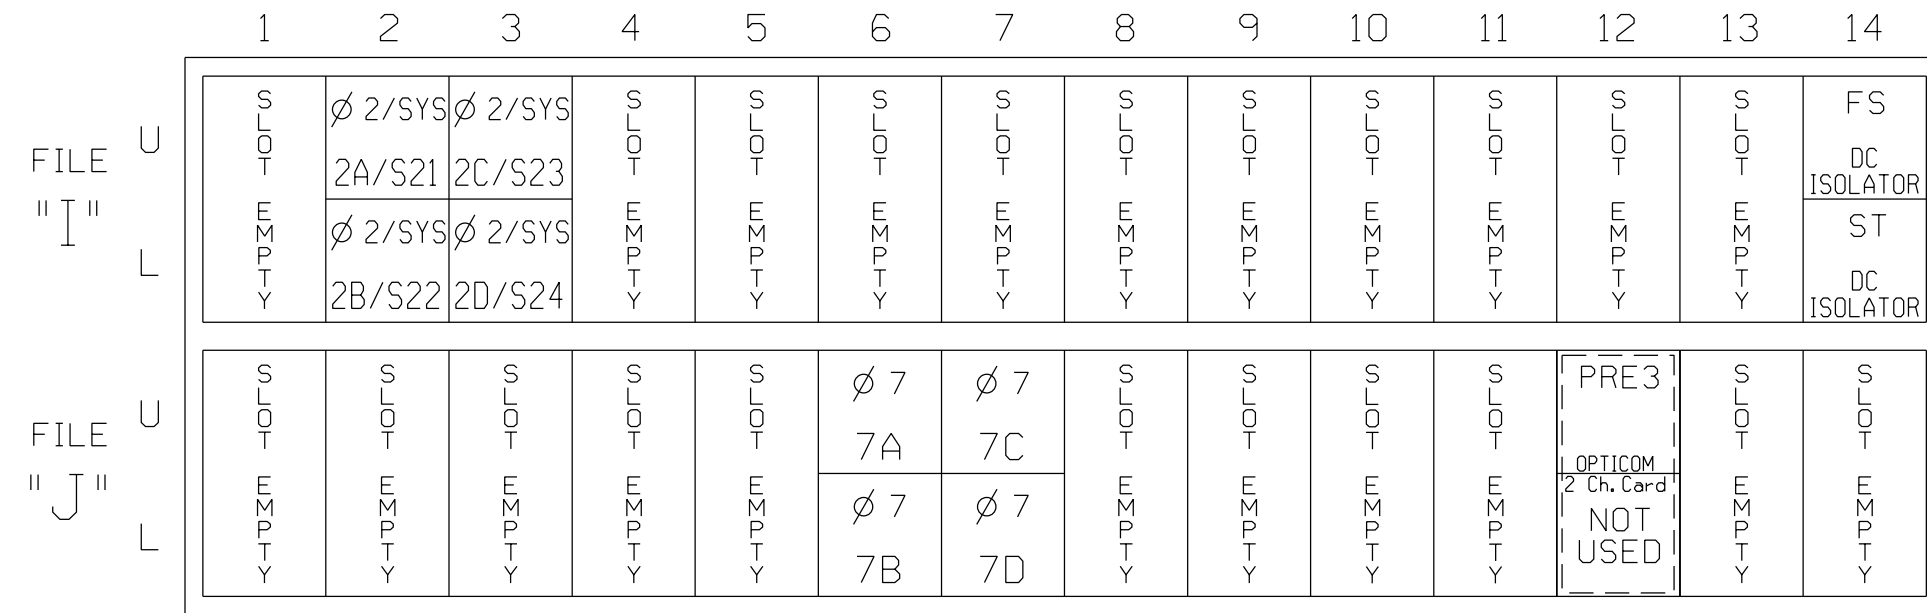 1 2 3 4 5 6 7 8 9 10 11 12 13 14
FILE
"I"
U
L
SLOT EMPTY
Ø 2/SYS
2A/S21
Ø 2/SYS
2B/S22
Ø 2/SYS
2C/S23
Ø 2/SYS
2D/S24
SLOT EMPTY
SLOT EMPTY
SLOT EMPTY
SLOT EMPTY
SLOT EMPTY
SLOT EMPTY
SLOT EMPTY
SLOT EMPTY
SLOT EMPTY
SLOT EMPTY
FS
DC
ISOLATOR
ST
DC
ISOLATOR
FILE
"J"
U
L
SLOT EMPTY
SLOT EMPTY
SLOT EMPTY
SLOT EMPTY
SLOT EMPTY
Ø 7
7A
Ø 7
7B
Ø 7
7C
Ø 7
7D
SLOT EMPTY
SLOT EMPTY
SLOT EMPTY
SLOT EMPTY
PRE3
OPTICOM
2 Ch. Card
NOT
USED
SLOT EMPTY
SLOT EMPTY